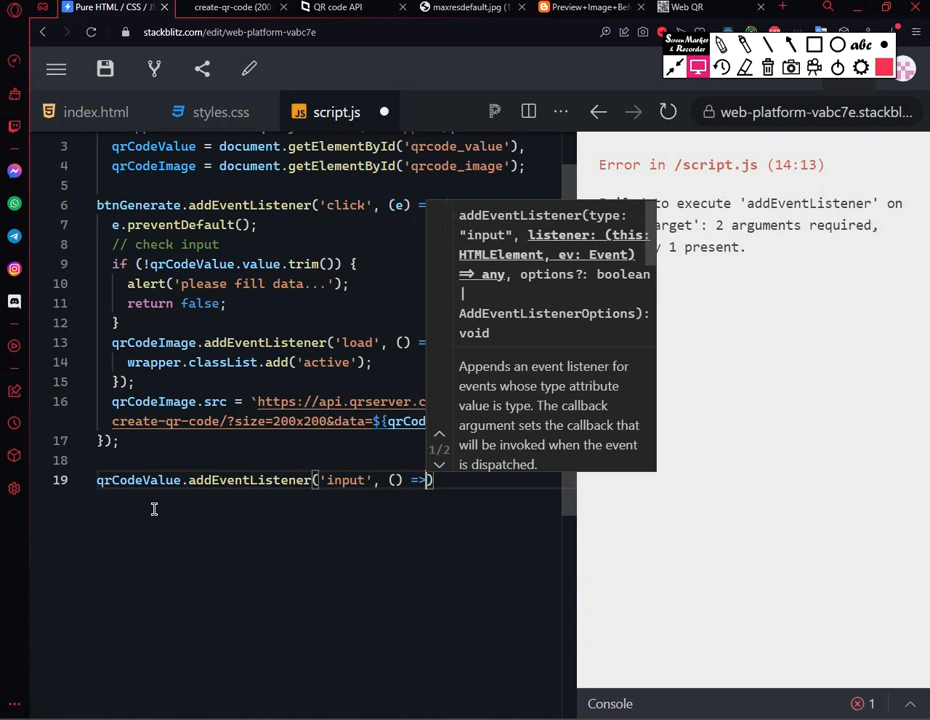 Pure HTML / CSS / J
create-qr-code (200
QR code API
maxresdefault.jpg (1
Preview+Image+Bef
Web QR
stackblitz.com/edit/web-platform-vabc7e
Screen Marker
& Recorder
abc
index.html
styles.css
script.js
web-platform-vabc7e.stackbl...
3 qrCodeValue = document.getElementById('qrcode_value'),
4 qrCodeImage = document.getElementById('qrcode_image');
5
6 btnGenerate.addEventListener('click', (e) =
7 e.preventDefault();
8 // check input
9 if (!qrCodeValue.value.trim()) {
10 alert('please fill data...');
11 return false;
12 }
13 qrCodeImage.addEventListener('load', () =
14 wrapper.classList.add('active');
15 });
16 qrCodeImage.src = `https://api.qrserver.c
create-qr-code/?size=200x200&data=${qrCod
17 });
18
19 qrCodeValue.addEventListener('input', () =>)
addEventListener(type:
"input", listener: (this:
HTMLElement, ev: Event)
=> any, options?: boolean
|
AddEventListenerOptions):
void
Appends an event listener for
events whose type attribute
value is type. The callback
argument sets the callback that
will be invoked when the event
is dispatched.
1/2
Error in /script.js (14:13)
to execute 'addEventListener' on
arget': 2 arguments required,
y 1 present.
Console
1